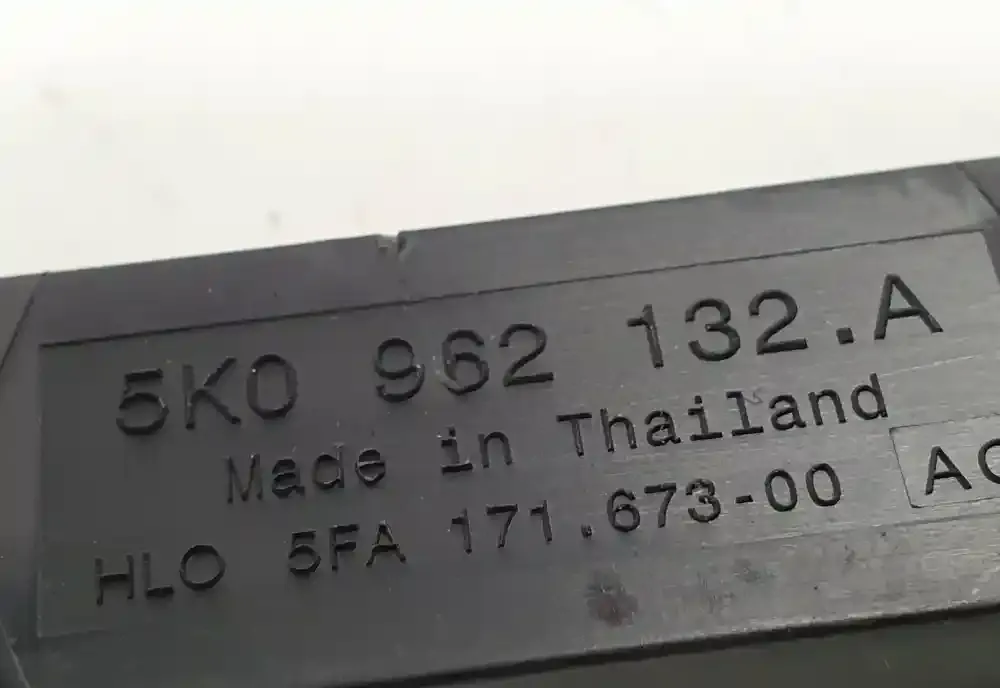 5K0 962 132.A
Made in Thailand
HLO 5FA 171.673-00